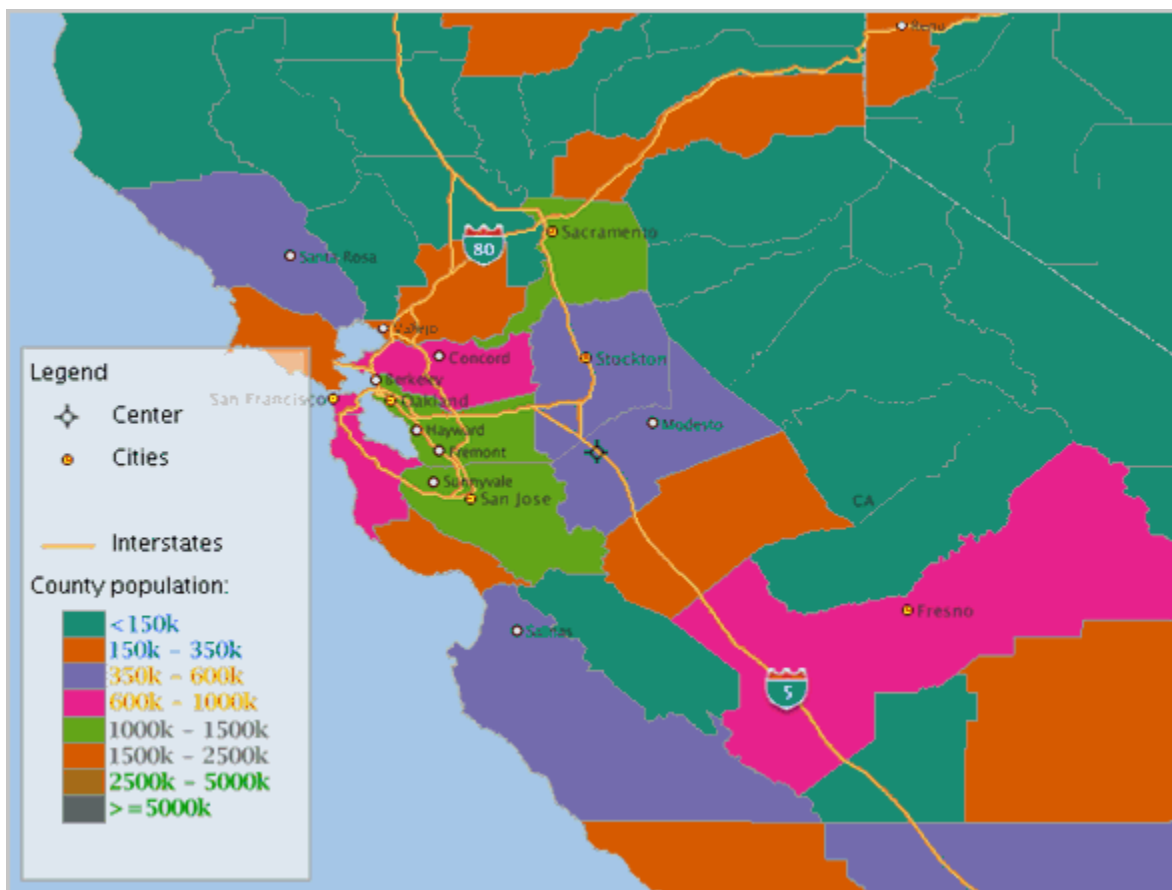 Reno
Sacramento
80
Santa Rosa
Vallejo
Concord
Stockton
Berkeley
San Francisco
Oakland
Hayward
Modesto
Fremont
Sunnyvale
San Jose
CA
Fresno
Salinas
5
Legend
Center
Cities
Interstates
County population:
<150k
150k - 350k
350k - 600k
600k - 1000k
1000k - 1500k
1500k - 2500k
2500k - 5000k
>=5000k